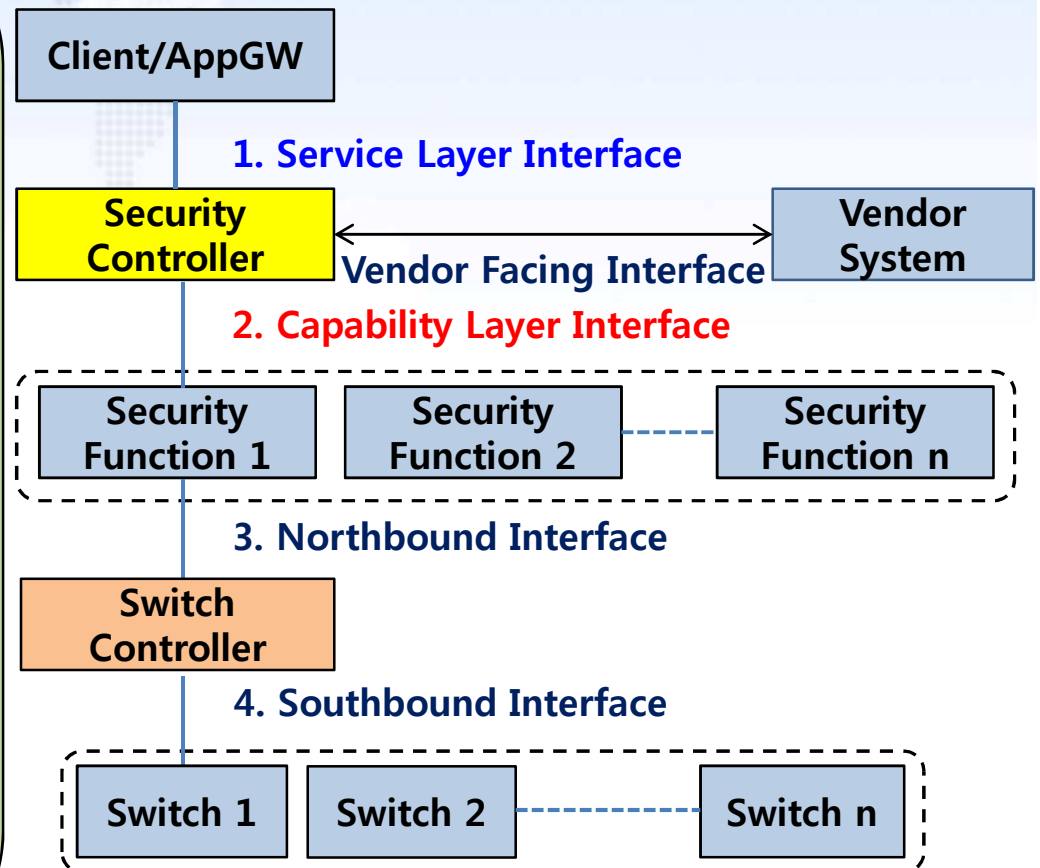 Client/AppGW
1. Service Layer Interface
Security
Controller
Vendor
System
Vendor Facing Interface
2. Capability Layer Interface
Security
Function 1
Security
Function 2
Security
Function n
3. Northbound Interface
Switch
Controller
4. Southbound Interface
Switch 1
Switch 2
Switch n